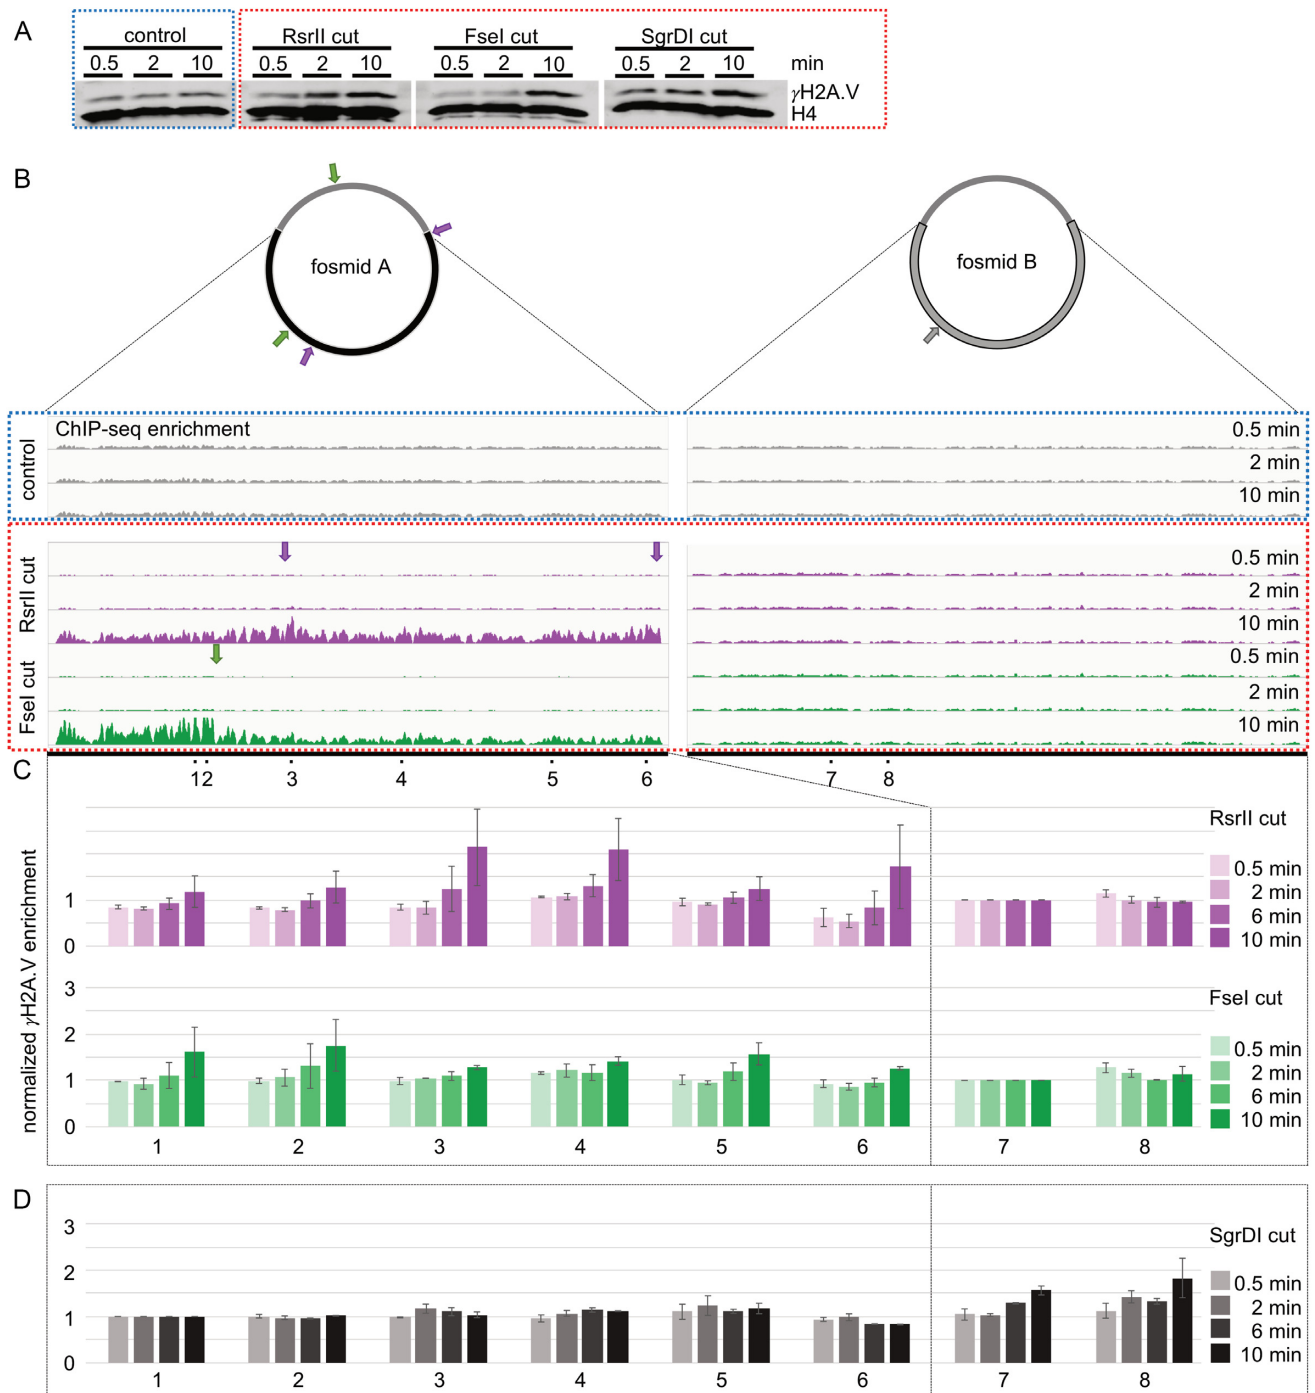 A
control RsrII cut FseI cut SgrDI cut
0.5 2 10 0.5 2 10 0.5 2 10 0.5 2 10 min
γH2A.V
H4
B
fosmid A fosmid B
ChIP-seq enrichment
control
0.5 min
2 min
10 min
RsrII cut
0.5 min
2 min
10 min
FseI cut
0.5 min
2 min
10 min
1 2 3 4 5 6 7 8
C
normalized γH2A.V enrichment
RsrII cut
1
0
0.5 min
2 min
6 min
10 min
FseI cut
3
2
1
0
0.5 min
2 min
6 min
10 min
1 2 3 4 5 6 7 8
D
SgrDI cut
3
2
1
0
0.5 min
2 min
6 min
10 min
1 2 3 4 5 6 7 8